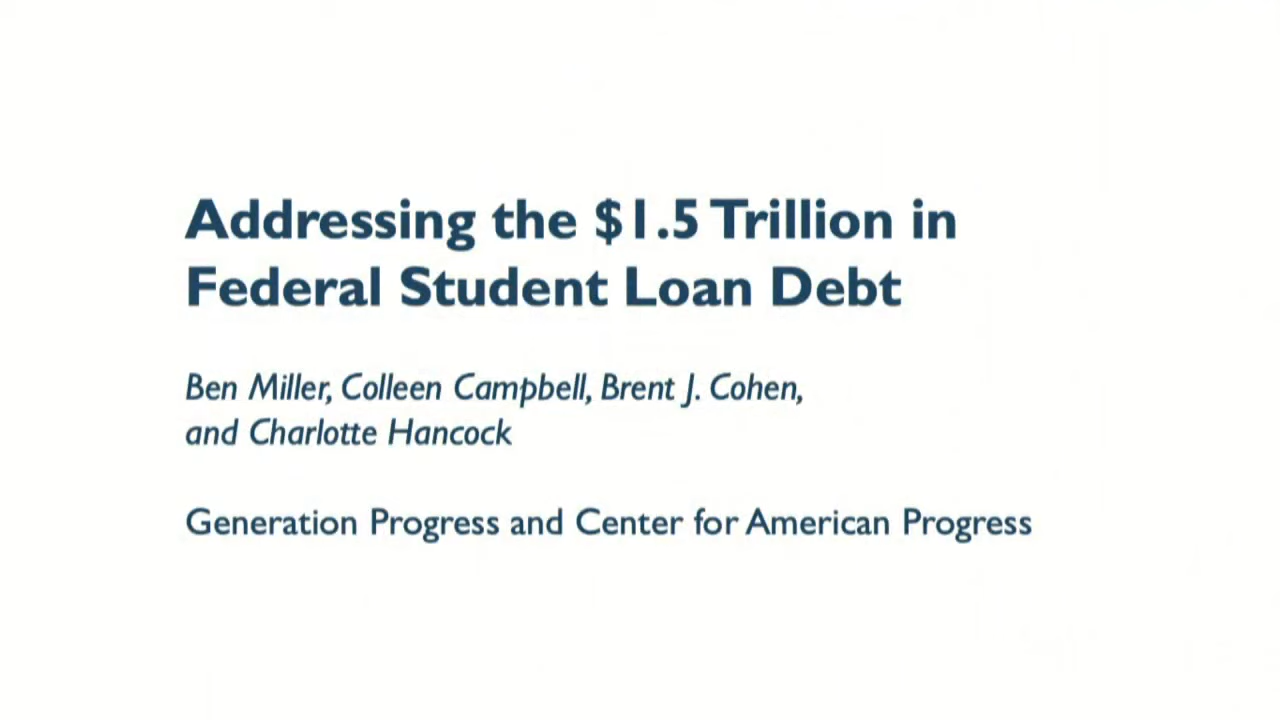 Addressing the $1.5 Trillion in
Federal Student Loan Debt
Ben Miller, Colleen Campbell, Brent J. Cohen,
and Charlotte Hancock
Generation Progress and Center for American Progress